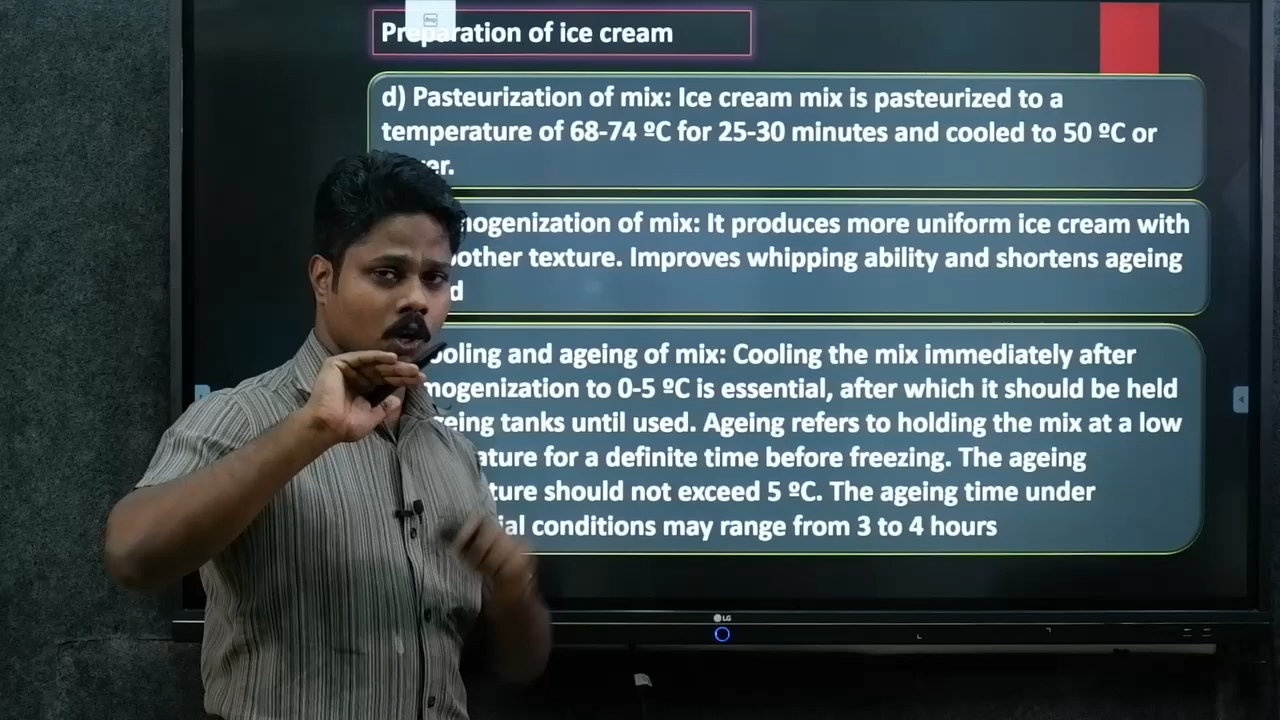 Preparation of ice cream
d) Pasteurization of mix: Ice cream mix is pasteurized to a
temperature of 68-74 ºC for 25-30 minutes and cooled to 50 ºC or
er.
mogenization of mix: It produces more uniform ice cream with
other texture. Improves whipping ability and shortens ageing
d
oling and ageing of mix: Cooling the mix immediately after
mogenization to 0-5 ºC is essential, after which it should be held
geing tanks until used. Ageing refers to holding the mix at a low
ature for a definite time before freezing. The ageing
ture should not exceed 5 ºC. The ageing time under
ial conditions may range from 3 to 4 hours
LG